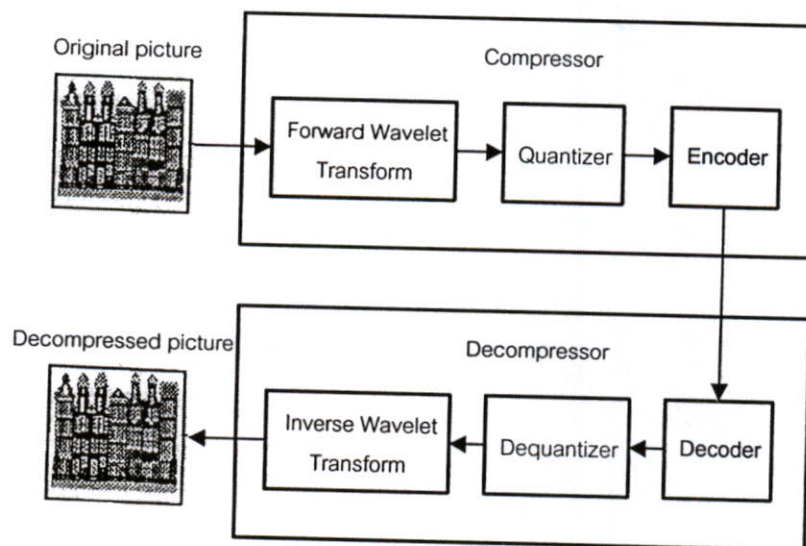 Original picture
Compressor
Forward Wavelet
Transform
Quantizer
Encoder
Decompressed picture
Decompressor
Inverse Wavelet
Transform
Dequantizer
Decoder